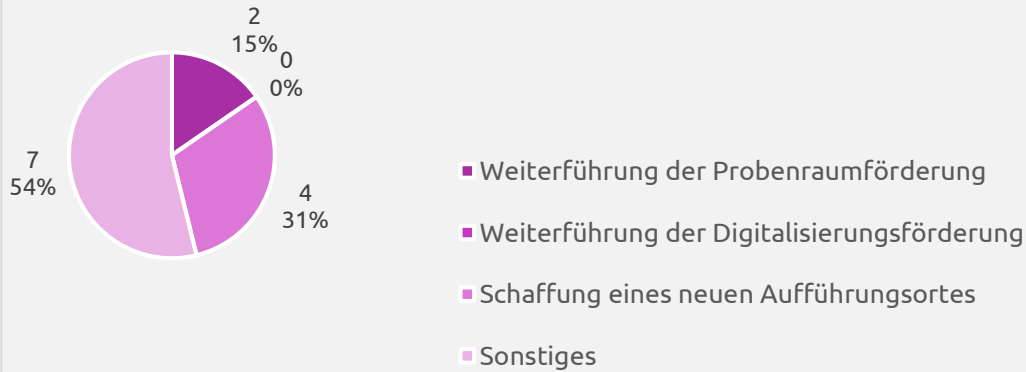 2
15%
0
0%
7
54%
4
31%
Weiterführung der Probenraumförderung
Weiterführung der Digitalisierungsförderung
Schaffung eines neuen Aufführungsortes
Sonstiges